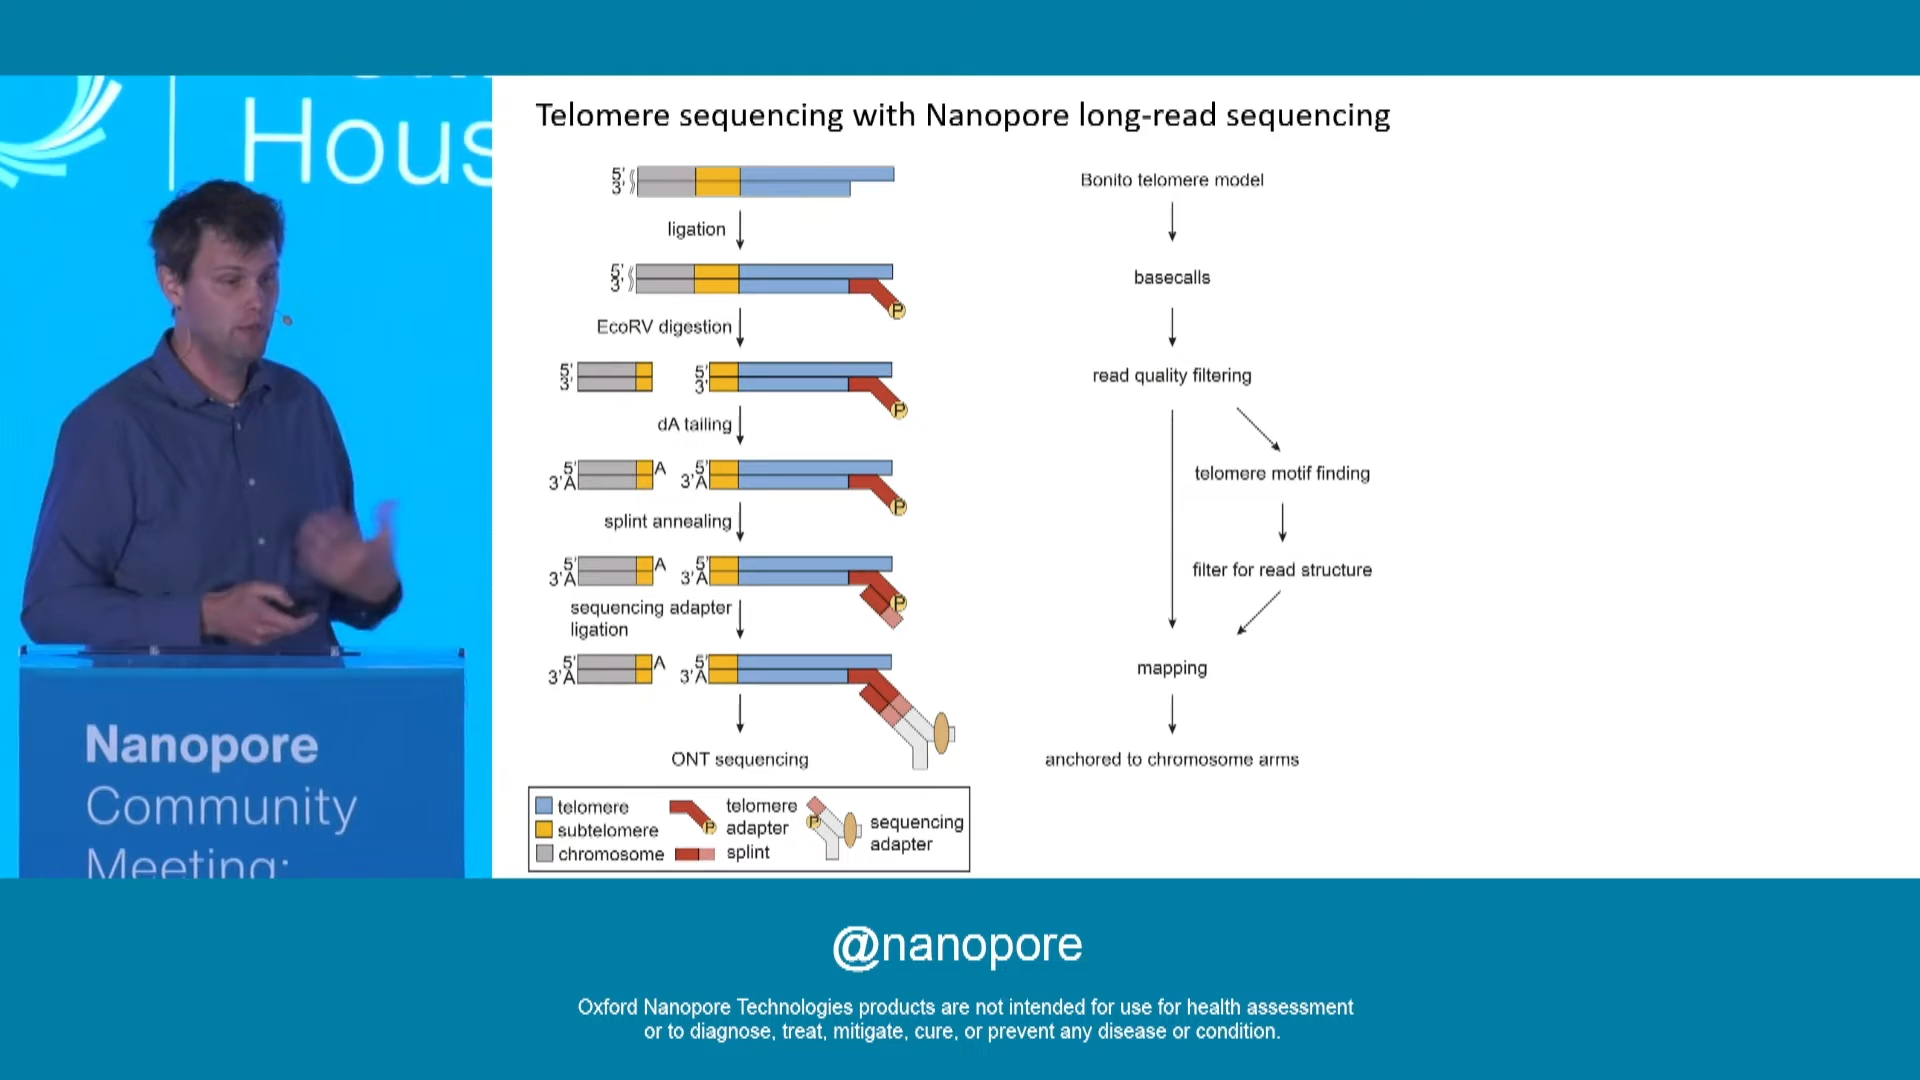 Hous
Nanopore
Community
Meeting:
Telomere sequencing with Nanopore long-read sequencing
5'
3'
ligation
5'
3'
EcoRV digestion
5'
3'
5'
3'
P
dA tailing
5'
3'A
A
5'
3'A
P
splint annealing
5'
3'A
A
5'
3'A
P
sequencing adapter
ligation
5'
3'A
A
5'
3'A
ONT sequencing
P
telomere
subtelomere
chromosome
P
telomere
adapter
splint
P
sequencing
adapter
Bonito telomere model
basecalls
read quality filtering
telomere motif finding
filter for read structure
mapping
anchored to chromosome arms
@nanopore
Oxford Nanopore Technologies products are not intended for use for health assessment
or to diagnose, treat, mitigate, cure, or prevent any disease or condition.